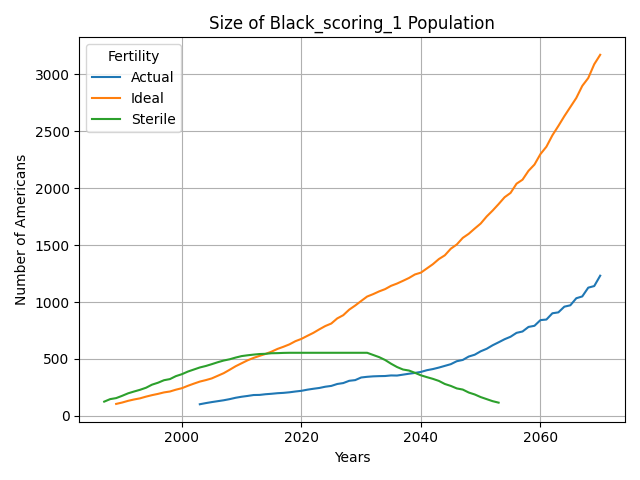 Size of Black_scoring_1 Population
Fertility
Actual
Ideal
Sterile
Number of Americans
3000
2500
2000
1500
1000
500
0
2000
2020
2040
2060
Years